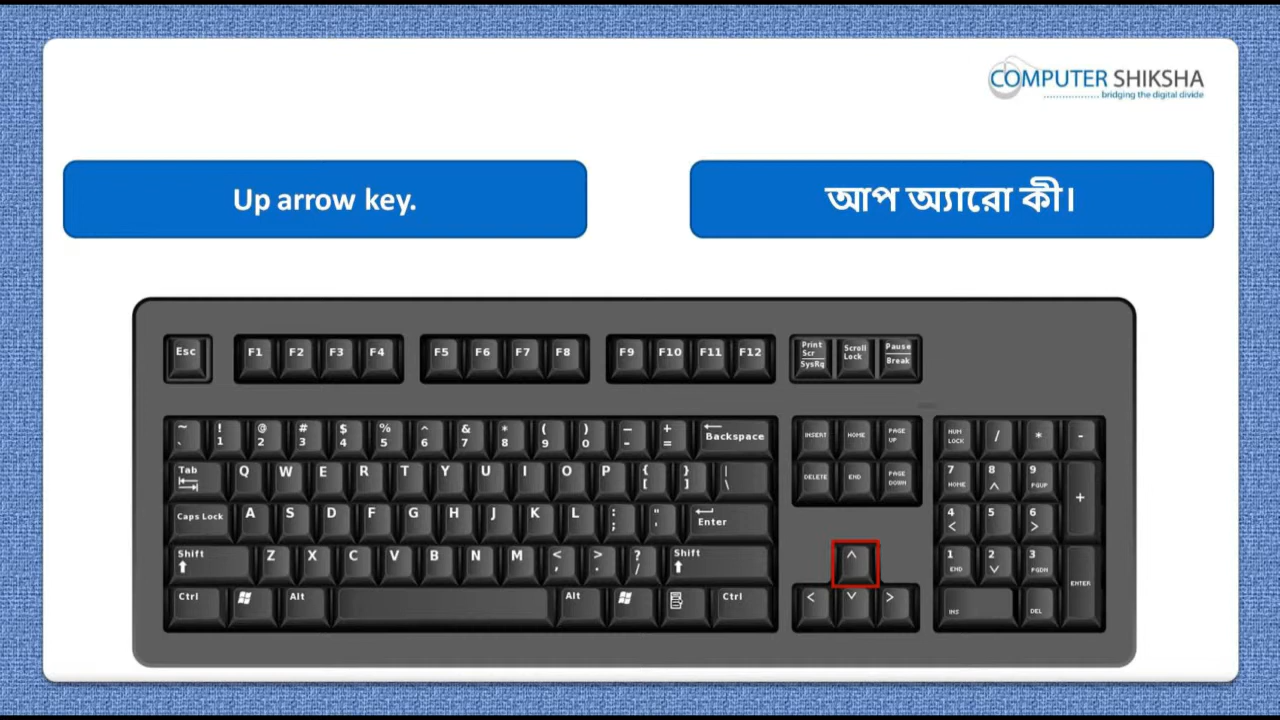 COMPUTER SHIKSHA
bridging the digital divide
Up arrow key.
আপ অ্যারো কী।
Esc F1 F2 F3 F4 F5 F6 F7 F8 F9 F10 F11 F12 Print Scr SysRq Scroll Lock Pause Break
~ ` ! 1 @ 2 # 3 $ 4 % 5 ^ 6 & 7 * 8 ( 9 ) 0 _ - + = Backspace INSERT HOME PAGE UP NUM LOCK / * -
Tab Q W E R T Y U I O P { [ } ] | \ DELETE END PAGE DOWN 7 HOME 8 ^ 9 PGUP +
Caps Lock A S D F G H J K L : ; " ' Enter 4 < 5 6 >
Shift Z X C V B N M < , > . ? / Shift ^ 1 END 2 v 3 PGDN ENTER
Ctrl Alt Alt Ctrl < v > INS DEL